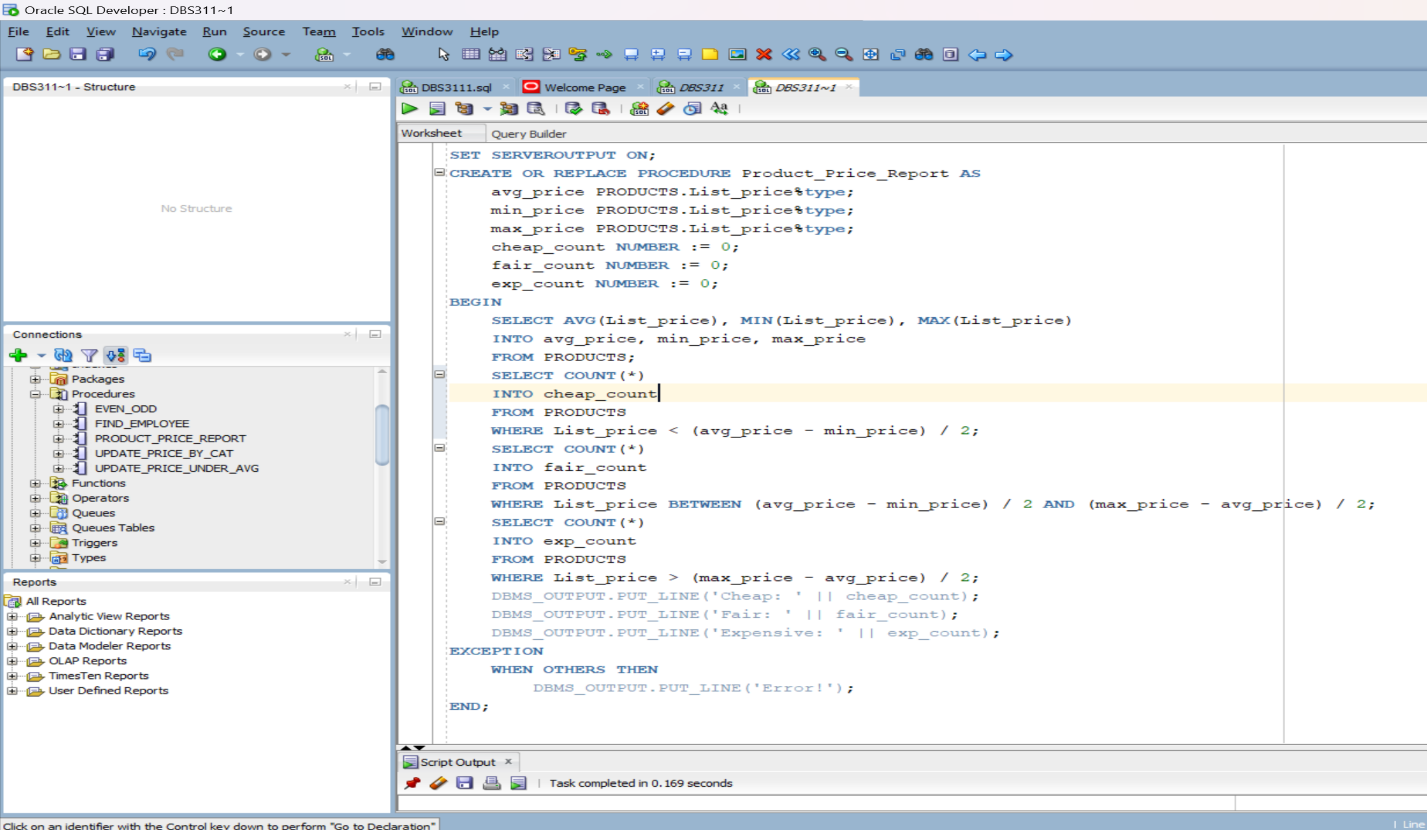 Oracle SQL Developer : DBS311~1
File Edit View Navigate Run Source Team Tools Window Help
DBS311~1 - Structure
No Structure
Connections
Packages
Procedures
EVEN_ODD
FIND_EMPLOYEE
PRODUCT_PRICE_REPORT
UPDATE_PRICE_BY_CAT
UPDATE_PRICE_UNDER_AVG
Functions
Operators
Queues
Queues Tables
Triggers
Types
Reports
All Reports
Analytic View Reports
Data Dictionary Reports
Data Modeler Reports
OLAP Reports
TimesTen Reports
User Defined Reports
DBS3111.sql Welcome Page DBS311 DBS311~1
Worksheet Query Builder
SET SERVEROUTPUT ON;
CREATE OR REPLACE PROCEDURE Product_Price_Report AS
avg_price PRODUCTS.List_price%type;
min_price PRODUCTS.List_price%type;
max_price PRODUCTS.List_price%type;
cheap_count NUMBER := 0;
fair_count NUMBER := 0;
exp_count NUMBER := 0;
BEGIN
SELECT AVG(List_price), MIN(List_price), MAX(List_price)
INTO avg_price, min_price, max_price
FROM PRODUCTS;
SELECT COUNT(*)
INTO cheap_count
FROM PRODUCTS
WHERE List_price < (avg_price - min_price) / 2;
SELECT COUNT(*)
INTO fair_count
FROM PRODUCTS
WHERE List_price BETWEEN (avg_price - min_price) / 2 AND (max_price - avg_price) / 2;
SELECT COUNT(*)
INTO exp_count
FROM PRODUCTS
WHERE List_price > (max_price - avg_price) / 2;
DBMS_OUTPUT.PUT_LINE('Cheap: ' || cheap_count);
DBMS_OUTPUT.PUT_LINE('Fair: ' || fair_count);
DBMS_OUTPUT.PUT_LINE('Expensive: ' || exp_count);
EXCEPTION
WHEN OTHERS THEN
DBMS_OUTPUT.PUT_LINE('Error!');
END;
Script Output
Task completed in 0.169 seconds
Click on an identifier with the Control key down to perform "Go to Declaration"
Line